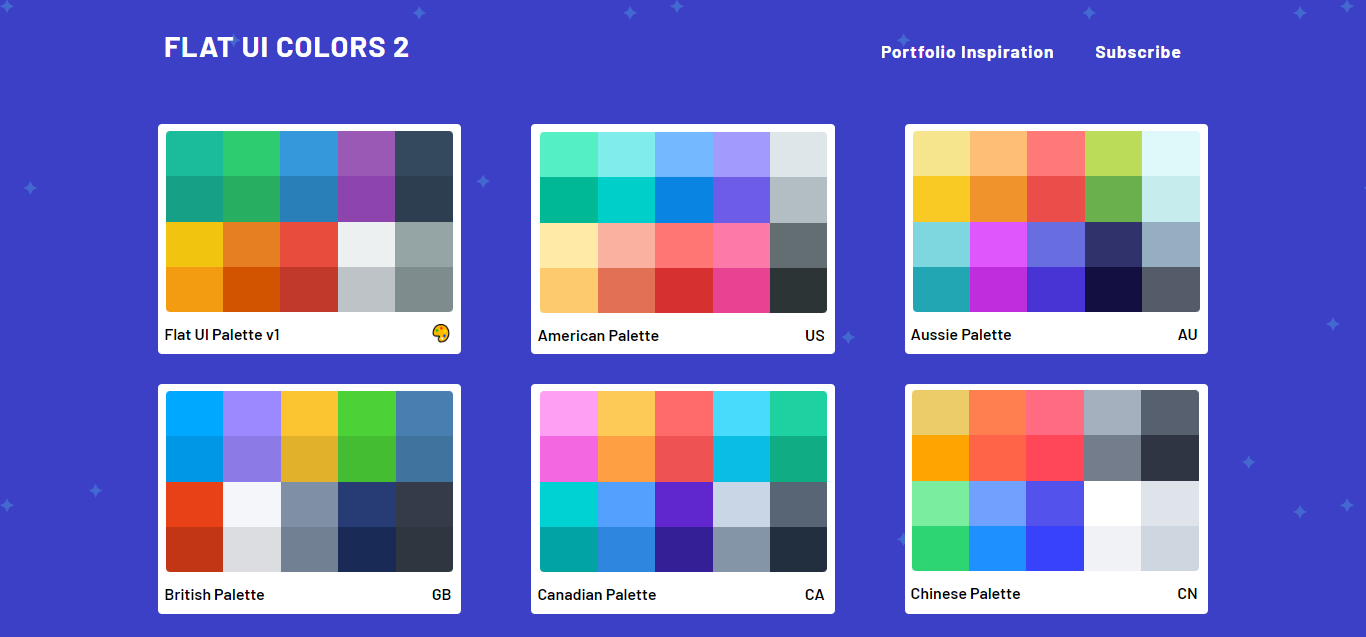 FLAT UI COLORS 2
Portfolio Inspiration
Subscribe
Flat UI Palette v1
American Palette
US
Aussie Palette
AU
British Palette
GB
Canadian Palette
CA
Chinese Palette
CN